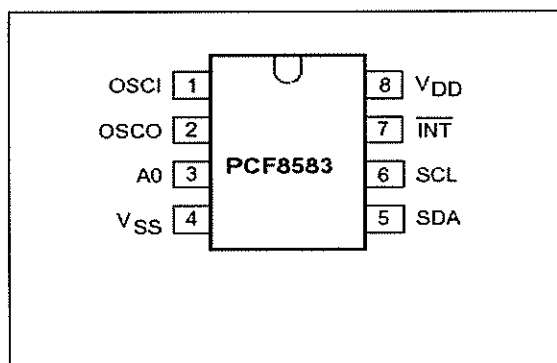 OSCI 1 8 VDD
OSCO 2 7 INT
PCF8583
A0 3 6 SCL
VSS 4 5 SDA